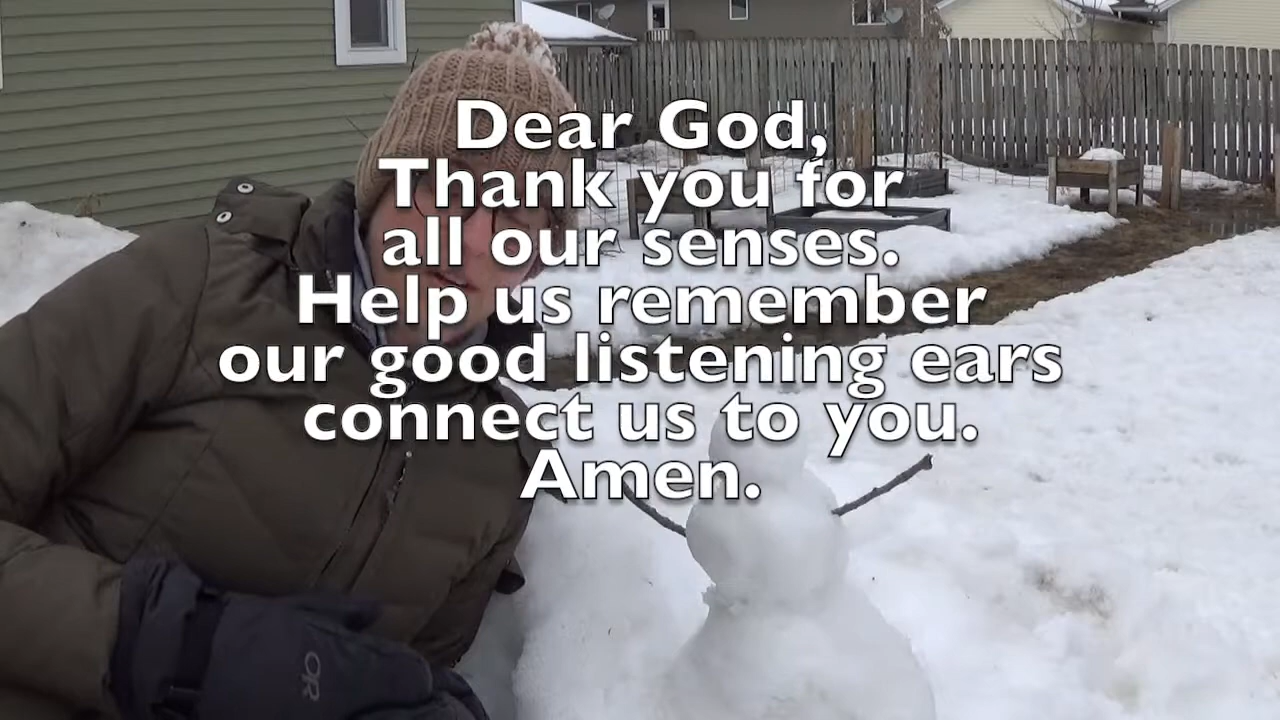 Dear God,
Thank you for
all our senses.
Help us remember
our good listening ears
connect us to you.
Amen.
OR